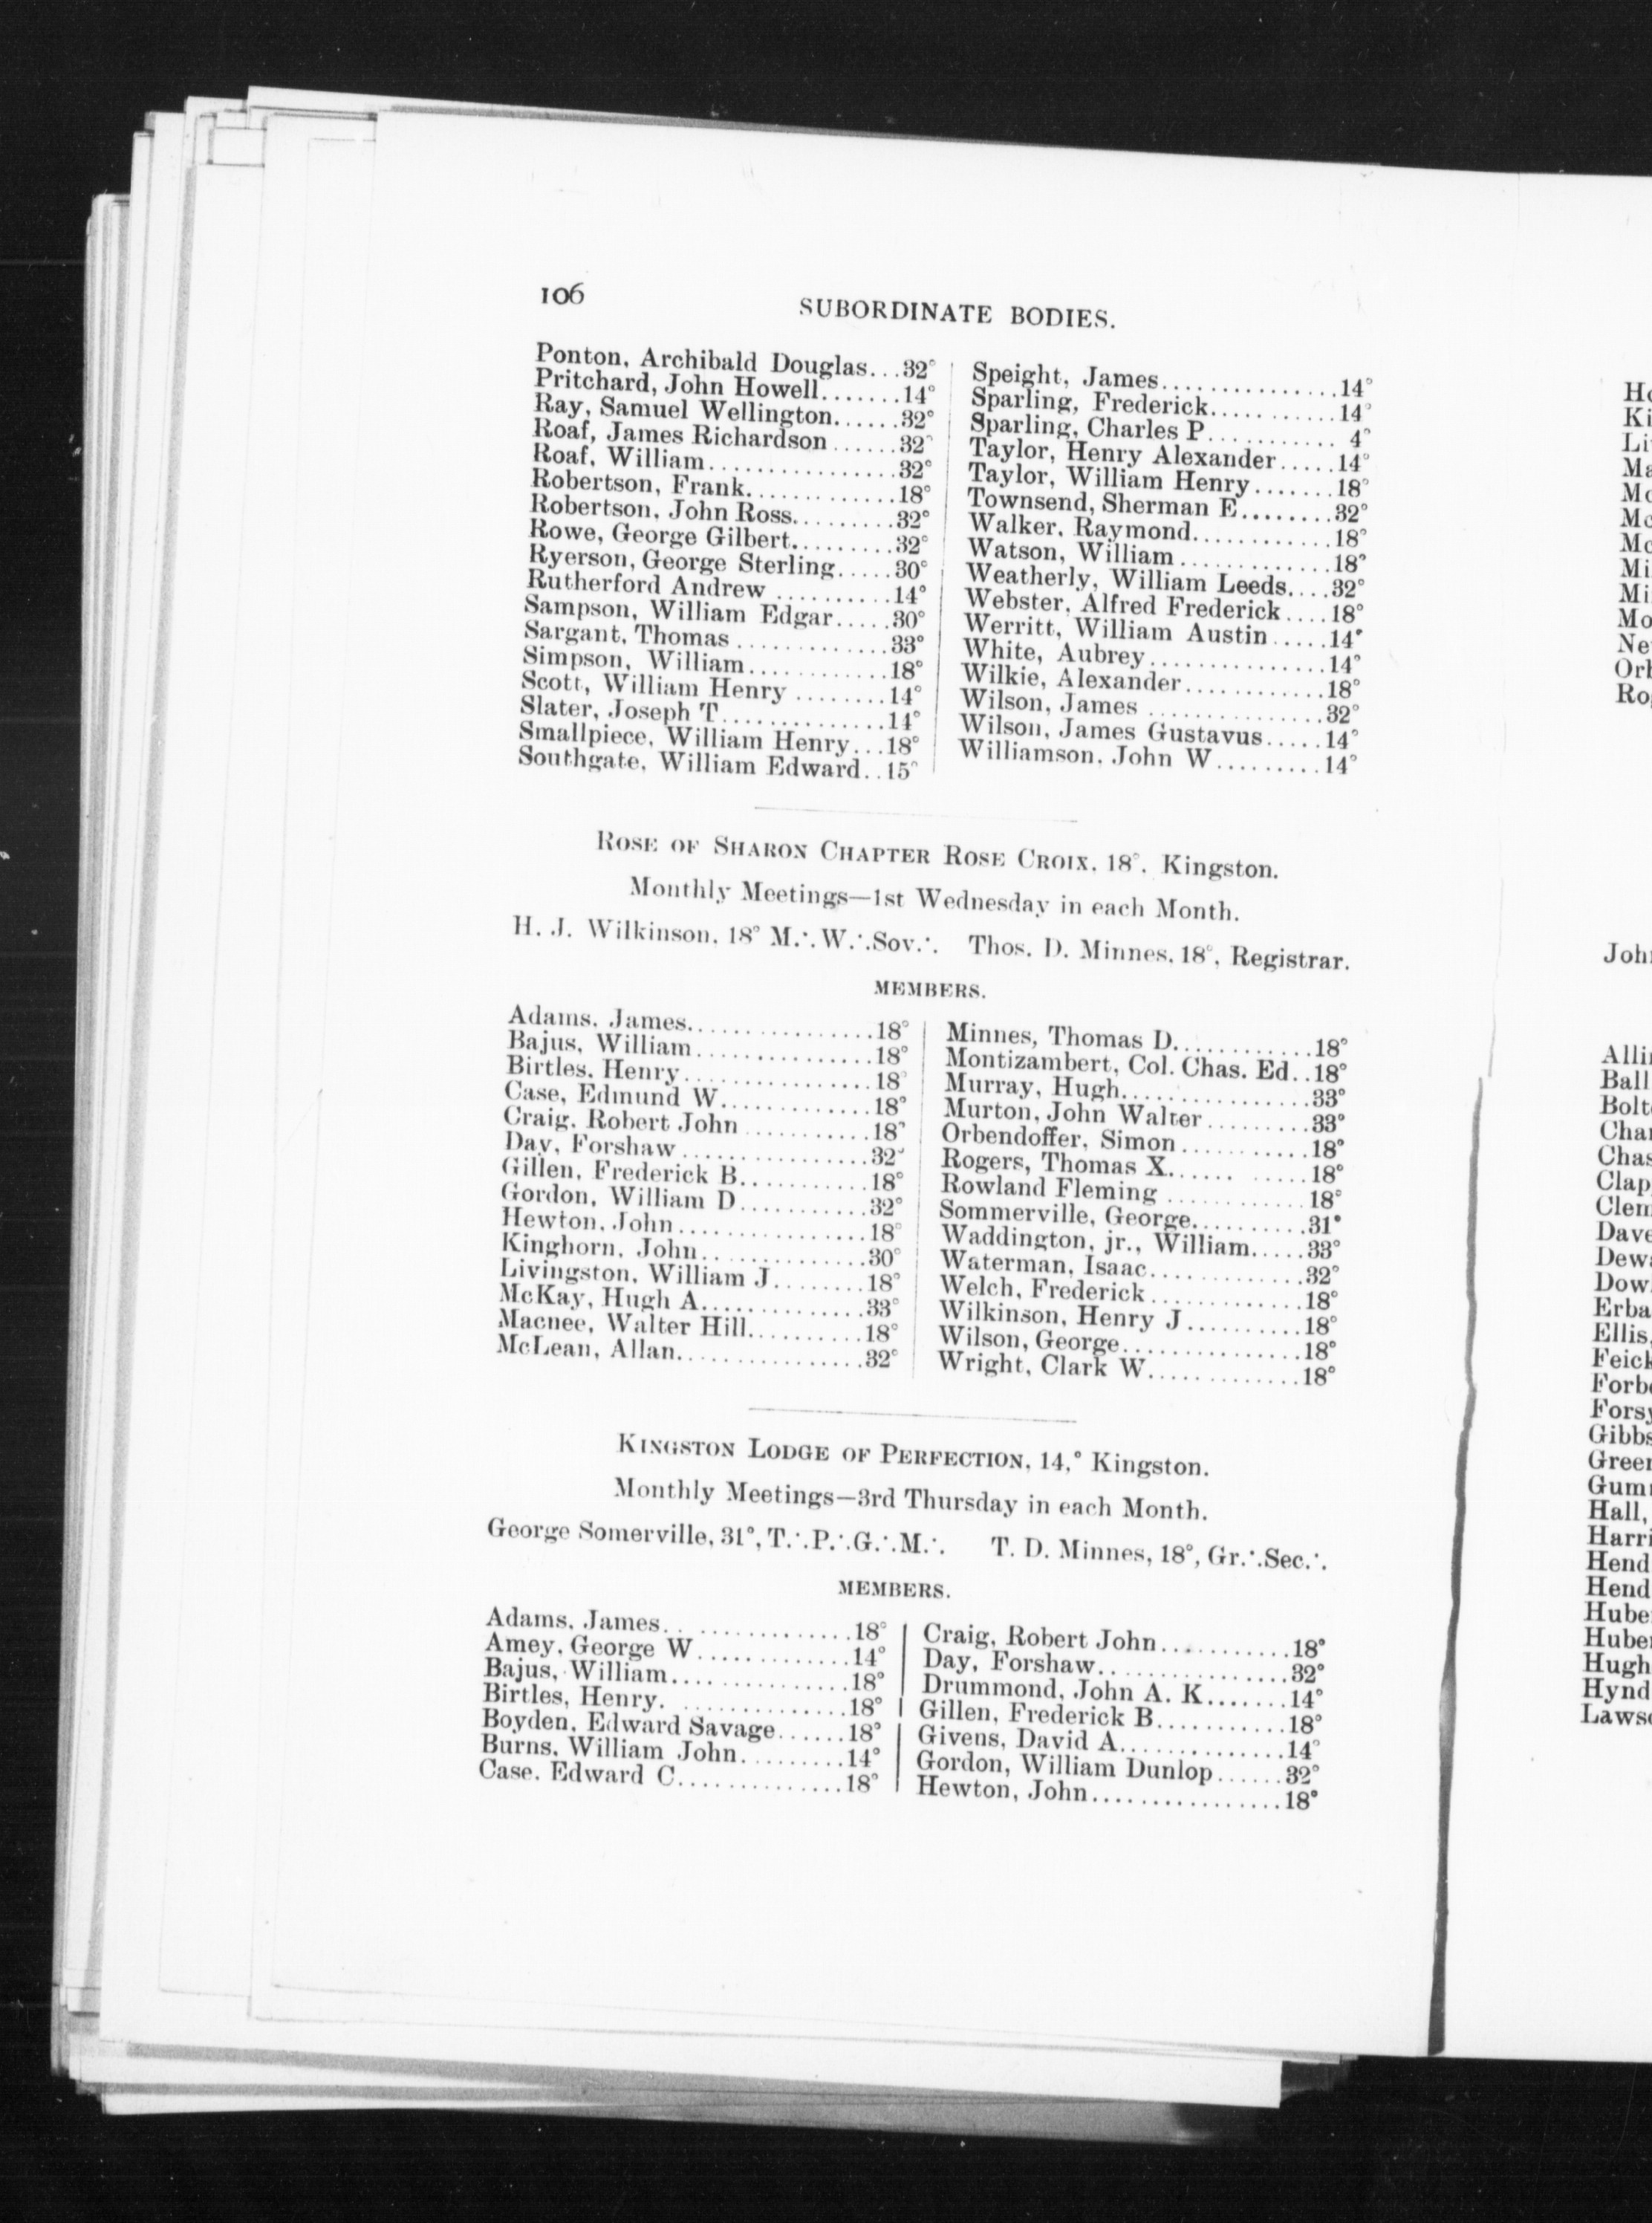 106
SUBORDINATE BODIES.
Ponton, Archibald Douglas...32°
Pritchard, John Howell.......14°
Ray, Samuel Wellington......32°
Roaf, James Richardson ......32°
Roaf, William................32°
Robertson, Frank.............18°
Robertson, John Ross.........32°
Rowe, George Gilbert.........32°
Ryerson, George Sterling.....30°
Rutherford Andrew ..........14°
Sampson, William Edgar.....30°
Sargant, Thomas .............33°
Simpson, William............18°
Scott, William Henry ........14°
Slater, Joseph T..............14°
Smallpiece, William Henry...18°
Southgate, William Edward..15°
Speight, James..............14°
Sparling, Frederick...........14°
Sparling, Charles P........... 4°
Taylor, Henry Alexander.....14°
Taylor, William Henry.......18°
Townsend, Sherman E........32°
Walker, Raymond............18°
Watson, William .............18°
Weatherly, William Leeds....32°
Webster, Alfred Frederick....18°
Werritt, William Austin.....14°
White, Aubrey...............14°
Wilkie, Alexander............18°
Wilson, James ...............32°
Wilson, James Gustavus.....14°
Williamson, John W.........14°
ROSE OF SHARON CHAPTER ROSE CROIX, 18°, Kingston.
Monthly Meetings—1st Wednesday in each Month.
H. J. Wilkinson, 18° M∴W∴Sov∴ Thos. D. Minnes, 18°, Registrar.
MEMBERS.
Adams, James................18°
Bajus, William...............18°
Birtles, Henry................18°
Case, Edmund W.............18°
Craig, Robert John ...........18°
Day, Forshaw ................32°
Gillen, Frederick B...........18°
Gordon, William D...........32°
Hewton, John................18°
Kinghorn, John..............30°
Livingston, William J........18°
McKay, Hugh A..............33°
Macnee, Walter Hill..........18°
McLean, Allan................32°
Minnes, Thomas D............18°
Montizambert, Col. Chas. Ed..18°
Murray, Hugh................33°
Murton, John Walter.........33°
Orbendoffer, Simon...........18°
Rogers, Thomas X...... .....18°
Rowland Fleming ............18°
Sommerville, George..........31°
Waddington, jr., William.....33°
Waterman, Isaac.............32°
Welch, Frederick.............18°
Wilkinson, Henry J..........18°
Wilson, George...............18°
Wright, Clark W.............18°
KINGSTON LODGE OF PERFECTION, 14,° Kingston.
Monthly Meetings—3rd Thursday in each Month.
George Somerville, 31°, T∴P∴G∴M∴ T. D. Minnes, 18°, Gr∴Sec∴
MEMBERS.
Adams, James.. .............18°
Amey, George W.............14°
Bajus, William...............18°
Birtles, Henry. ..............18°
Boyden, Edward Savage......18°
Burns, William John.........14°
Case, Edward C..............18°
Craig, Robert John...........18°
Day, Forshaw................32°
Drummond, John A. K.......14°
Gillen, Frederick B...........18°
Givens, David A..............14°
Gordon, William Dunlop......32°
Hewton, John................18°